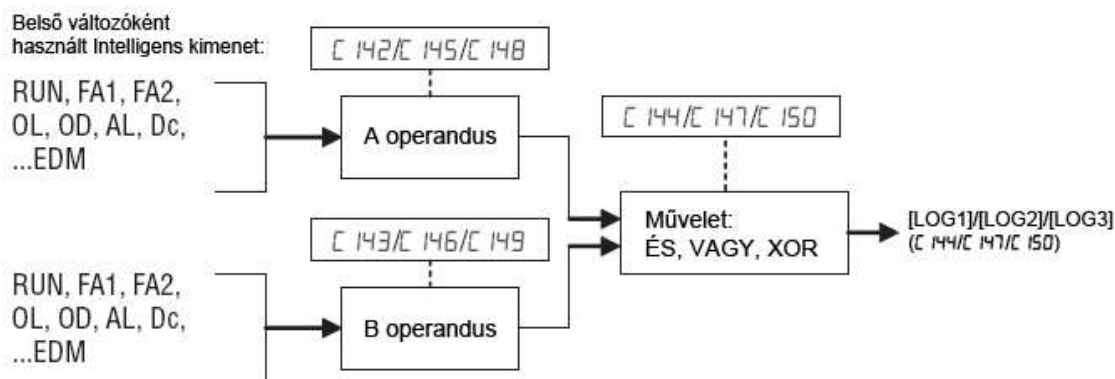 Belső változóként
használt Intelligens kimenet:
C 142/C 145/C 148
RUN, FA1, FA2,
OL, OD, AL, Dc,
...EDM
A operandus
C 144/C 147/C 150
Művelet:
ÉS, VAGY, XOR
[LOG1]/[LOG2]/[LOG3]
(C 144/C 147/C 150)
C 143/C 146/C 149
RUN, FA1, FA2,
OL, OD, AL, Dc,
...EDM
B operandus